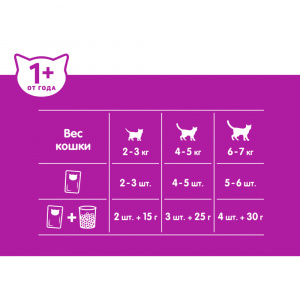 1+
ОТ ГОДА
Вес кошки
2-3 кг 4-5 кг 6-7 кг
2-3 шт. 4-5 шт. 5-6 шт.
+ 2 шт. + 15 г 3 шт. + 25 г 4 шт. + 30 г